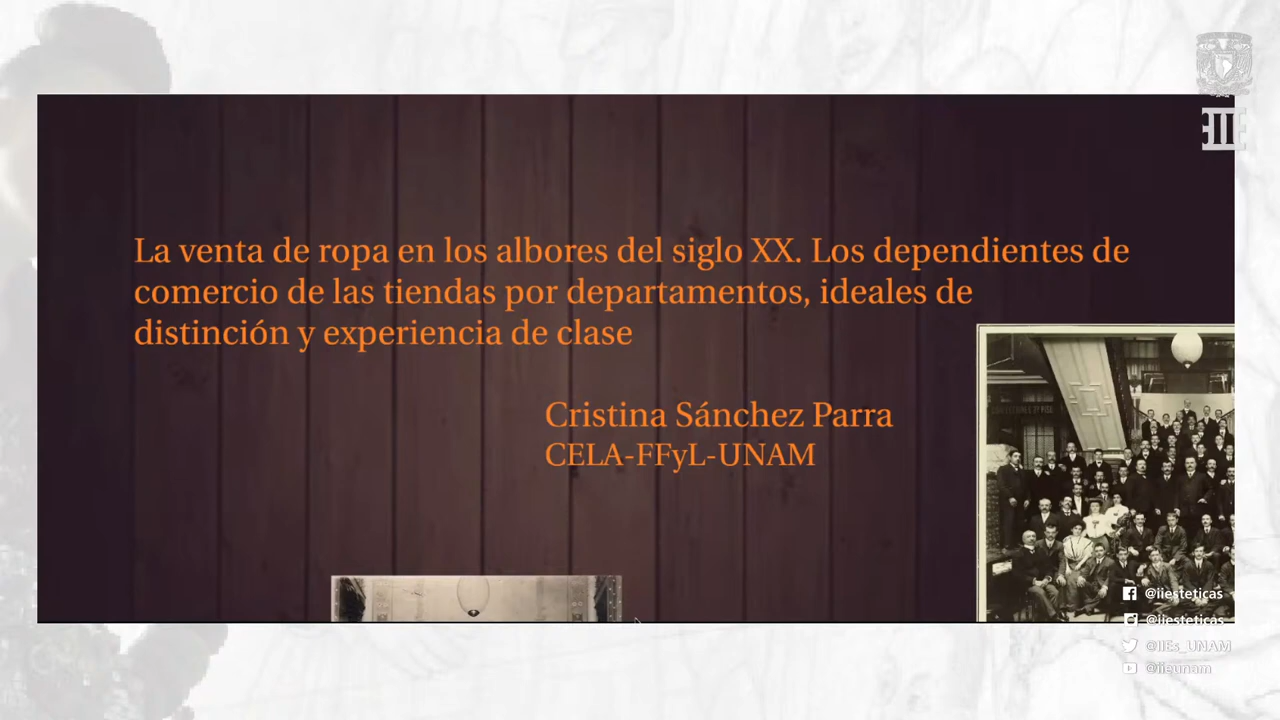 La venta de ropa en los albores del siglo XX. Los dependientes de
comercio de las tiendas por departamentos, ideales de
distinción y experiencia de clase
Cristina Sánchez Parra
CELA-FFyL-UNAM
@iiesteticas
@iiesteticas
@IIEs_UNAM
@iieunam